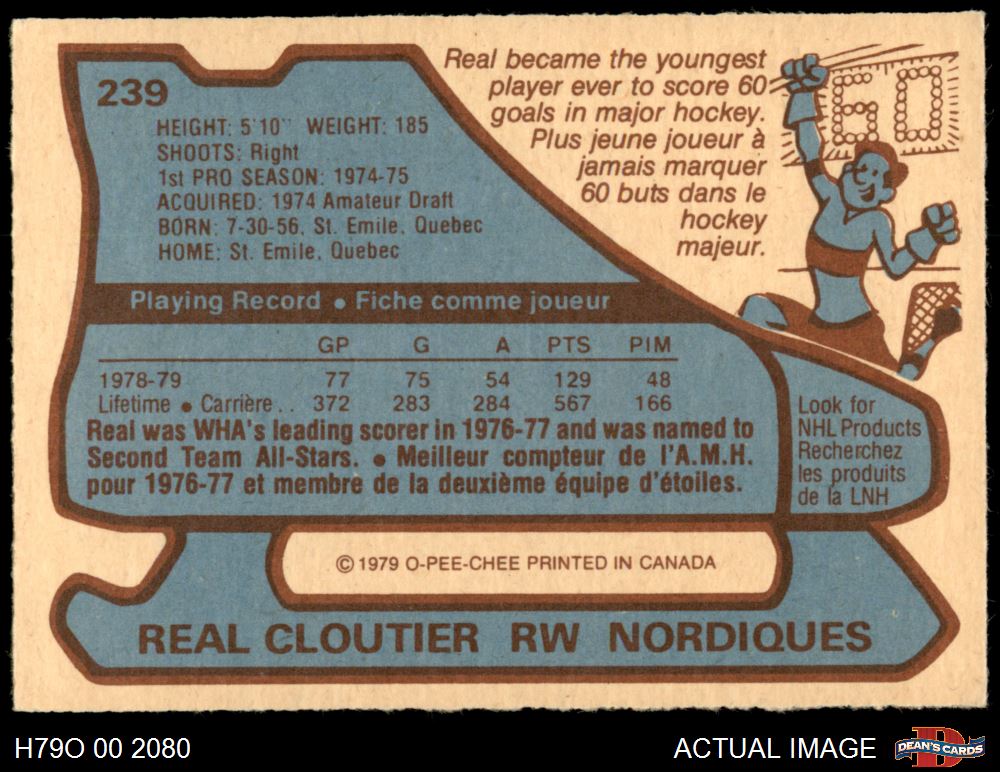 239
HEIGHT: 5'10" WEIGHT: 185
SHOOTS: Right
1st PRO SEASON: 1974-75
ACQUIRED: 1974 Amateur Draft
BORN: 7-30-56, St. Emile, Quebec
HOME: St. Emile, Quebec
Real became the youngest
player ever to score 60
goals in major hockey.
Plus jeune joueur à
jamais marquer
60 buts dans le
hockey
majeur.
60
Playing Record ● Fiche comme joueur
GP G A PTS PIM
1978-79 77 75 54 129 48
Lifetime ● Carrière .. 372 283 284 567 166
Real was WHA's leading scorer in 1976-77 and was named to
Second Team All-Stars. ● Meilleur compteur de l'A.M.H.
pour 1976-77 et membre de la deuxième équipe d'étoiles.
Look for
NHL Products
Recherchez
les produits
de la LNH
© 1979 O-PEE-CHEE PRINTED IN CANADA
REAL CLOUTIER RW NORDIQUES
H79O 00 2080
ACTUAL IMAGE
D
DEAN'S CARDS